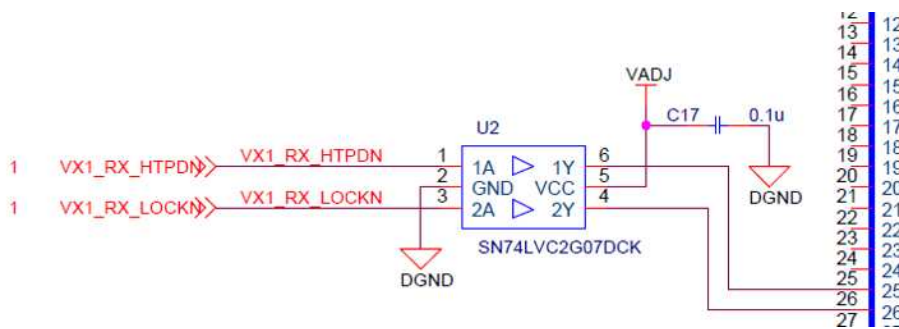 12
12
13
13
14
14
15
15
VADJ
16
16
C17
0.1u
17
17
U2
18
18
1
VX1_RX_HTPDN
VX1_RX_HTPDN
1
1A
1Y
6
19
19
2
GND
VCC
5
20
20
1
VX1_RX_LOCKN
VX1_RX_LOCKN
3
2A
2Y
4
DGND
21
21
22
22
SN74LVC2G07DCK
23
23
DGND
24
24
25
25
26
26
27